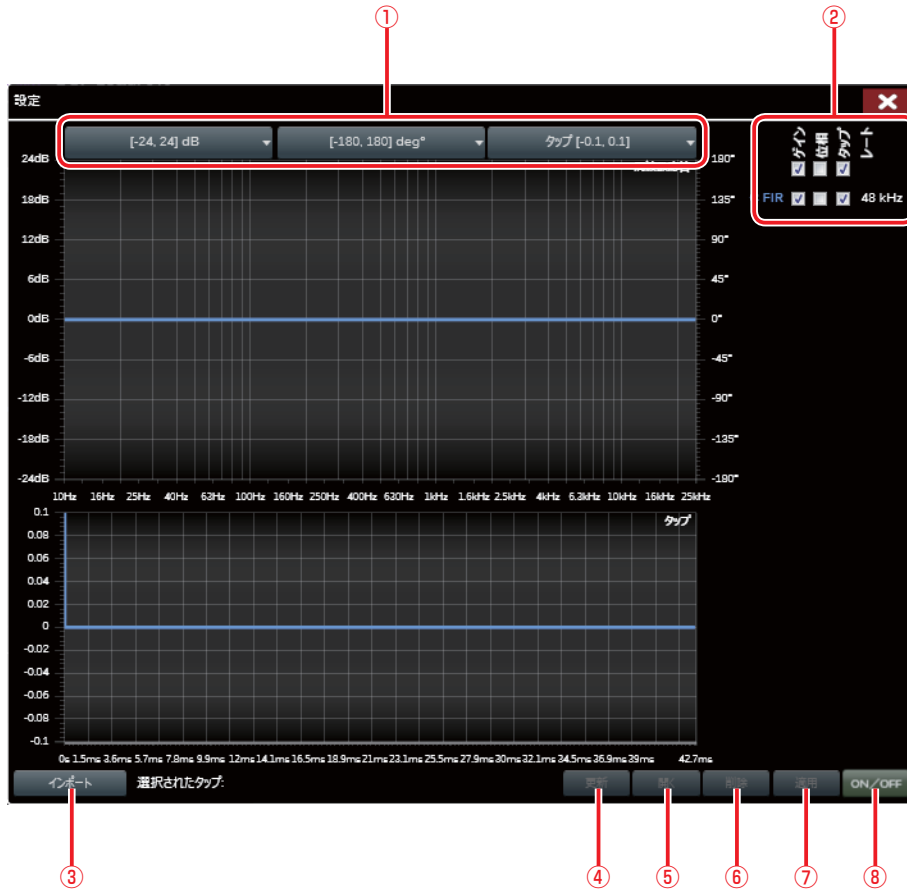 ① ②
設定
[-24, 24] dB [-180, 180] deg° タップ [-0.1, 0.1]
ゲイン 位相 タップ レート
FIR 48 kHz
24dB 180°
18dB 135°
12dB 90°
6dB 45°
0dB 0°
-6dB -45°
-12dB -90°
-18dB -135°
-24dB -180°
10Hz 16Hz 25Hz 40Hz 63Hz 100Hz 160Hz 250Hz 400Hz 630Hz 1kHz 1.6kHz 2.5kHz 4kHz 6.3kHz 10kHz 16kHz 25kHz
タップ
0.1
0.08
0.06
0.04
0.02
0
-0.02
-0.04
-0.06
-0.08
-0.1
0s 1.5ms 3.6ms 5.7ms 7.8ms 9.9ms 12ms 14.1ms 16.5ms 18.9ms 21ms 23.1ms 25.5ms 27.9ms 30ms 32.1ms 34.5ms 36.9ms 39ms 42.7ms
インポート 選択されたタップ: 更新 開く 削除 適用 ON/OFF
③ ④ ⑤ ⑥ ⑦ ⑧